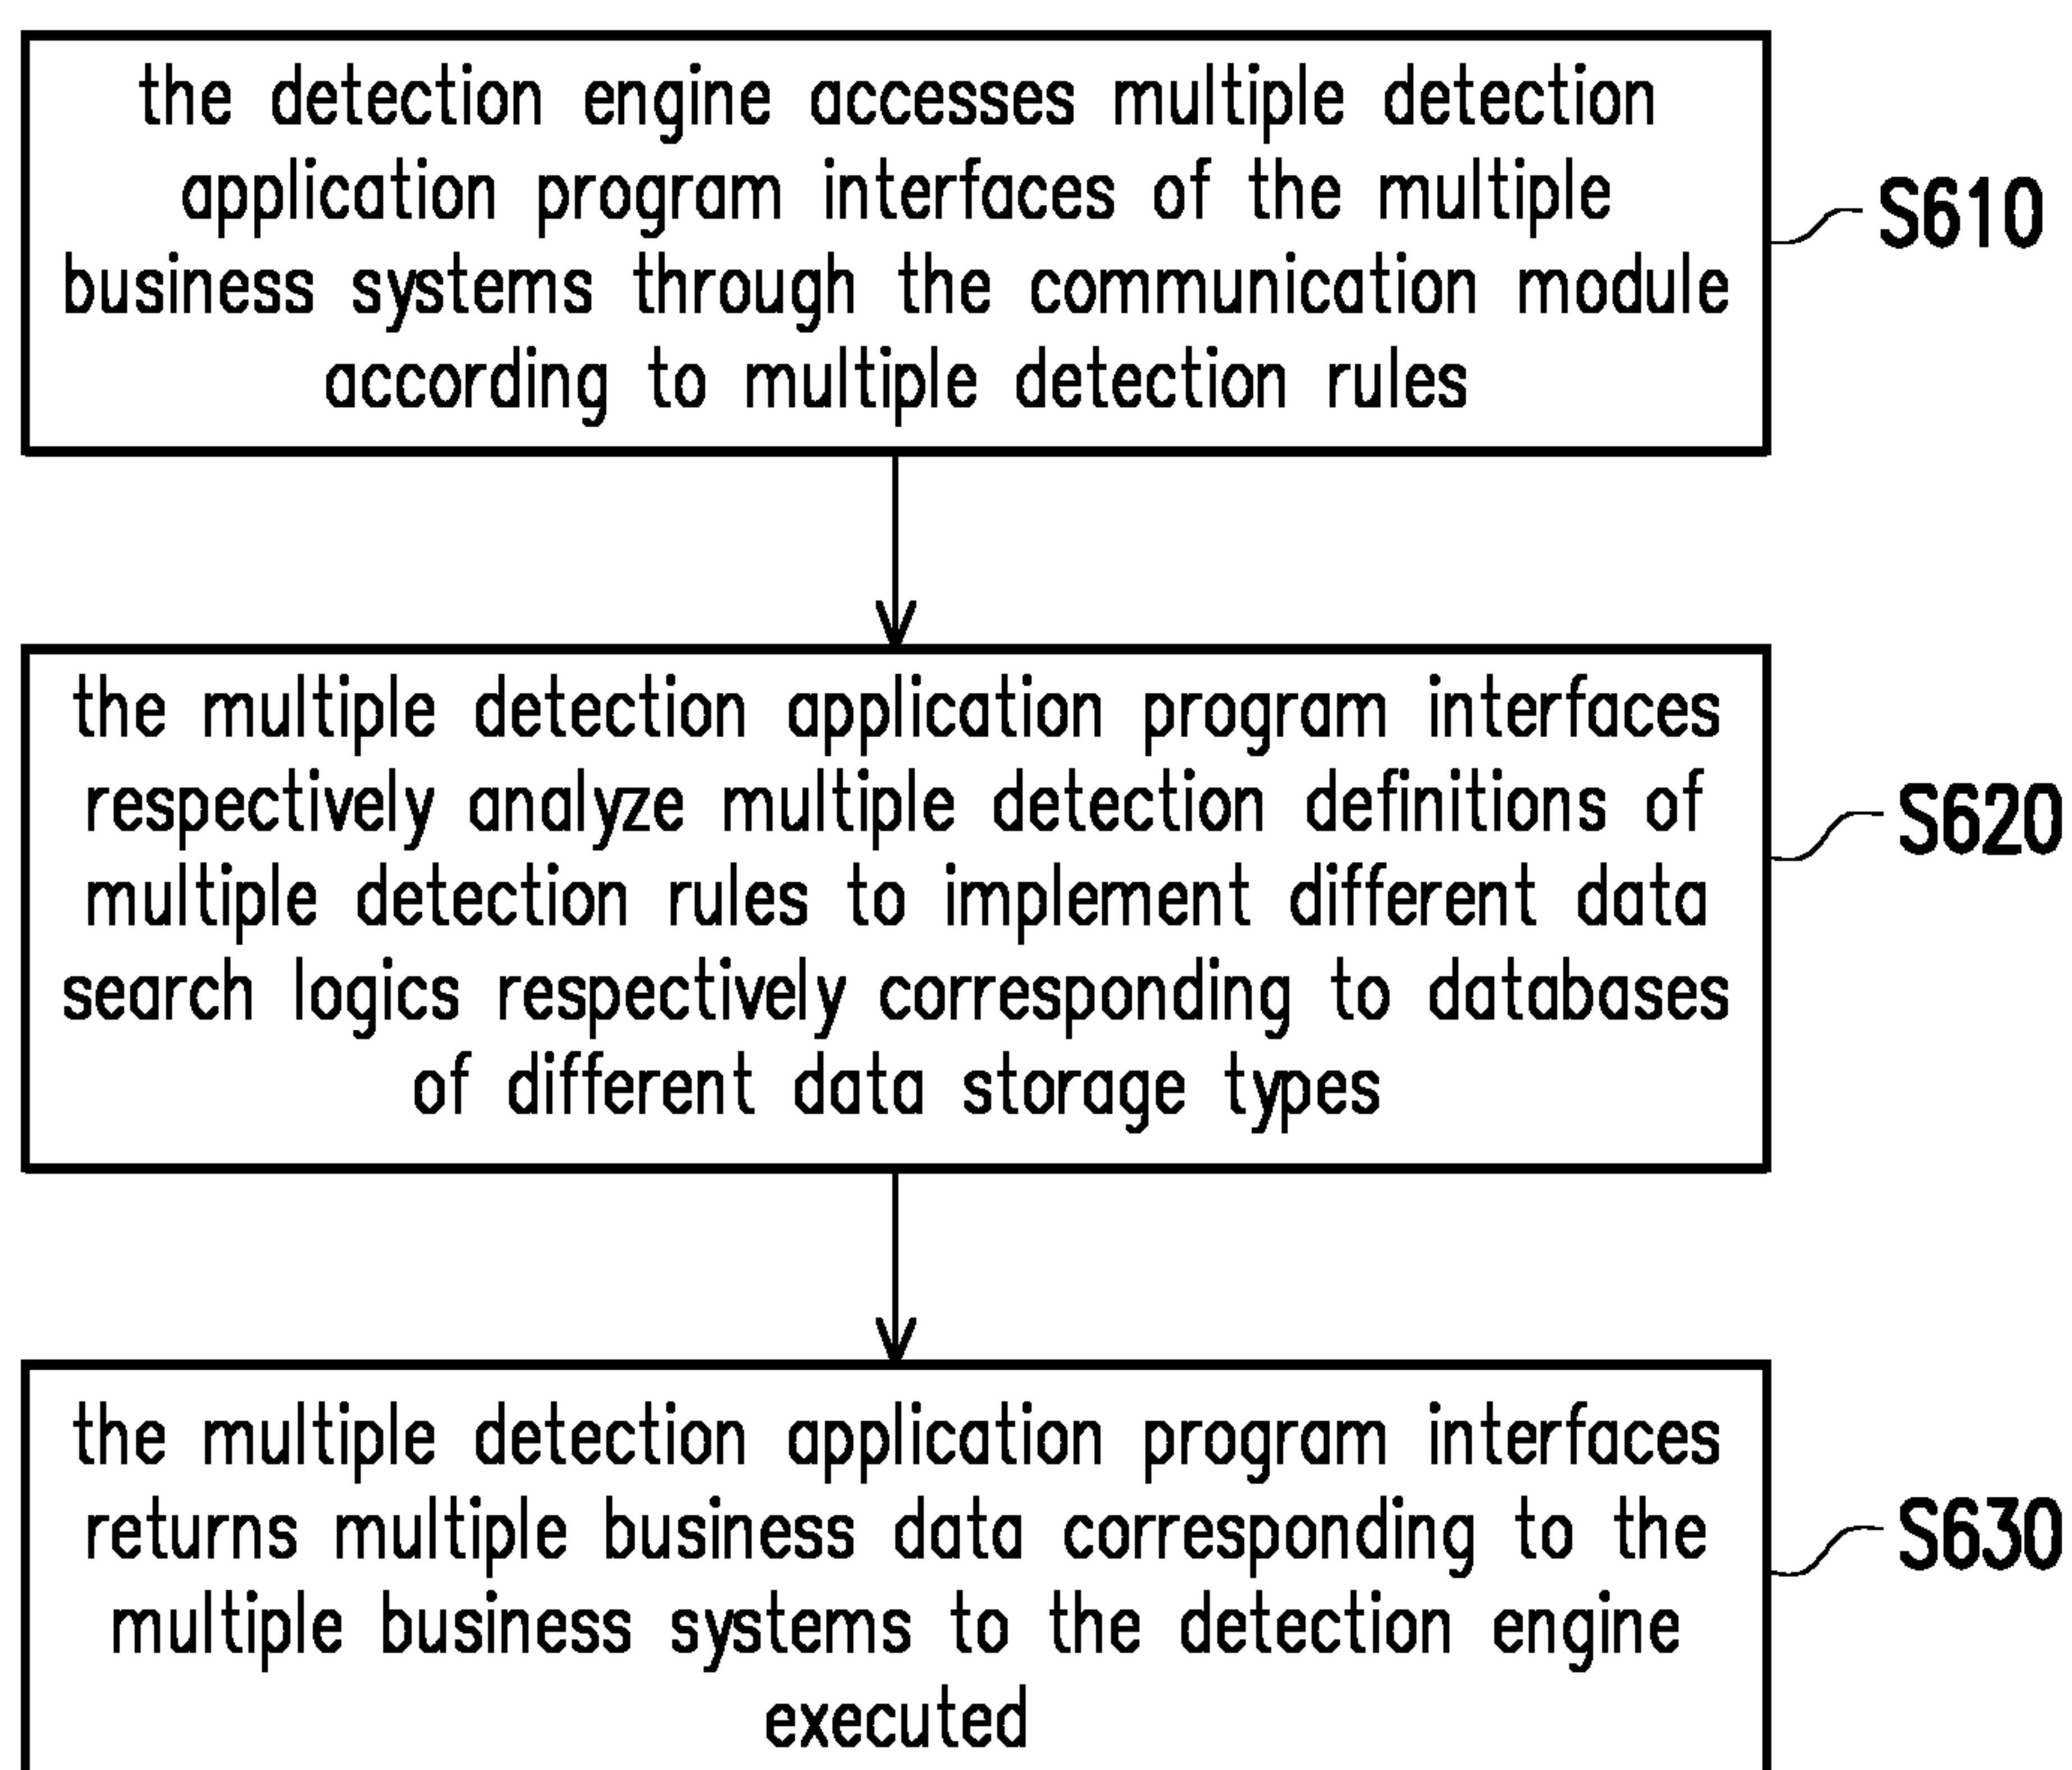 the detection engine accesses multiple detection
application program interfaces of the multiple
business systems through the communication module
according to multiple detection rules
S610
the multiple detection application program interfaces
respectively analyze multiple detection definitions of
multiple detection rules to implement different data
search logics respectively corresponding to databases
of different data storage types
S620
the multiple detection application program interfaces
returns multiple business data corresponding to the
multiple business systems to the detection engine
executed
S630